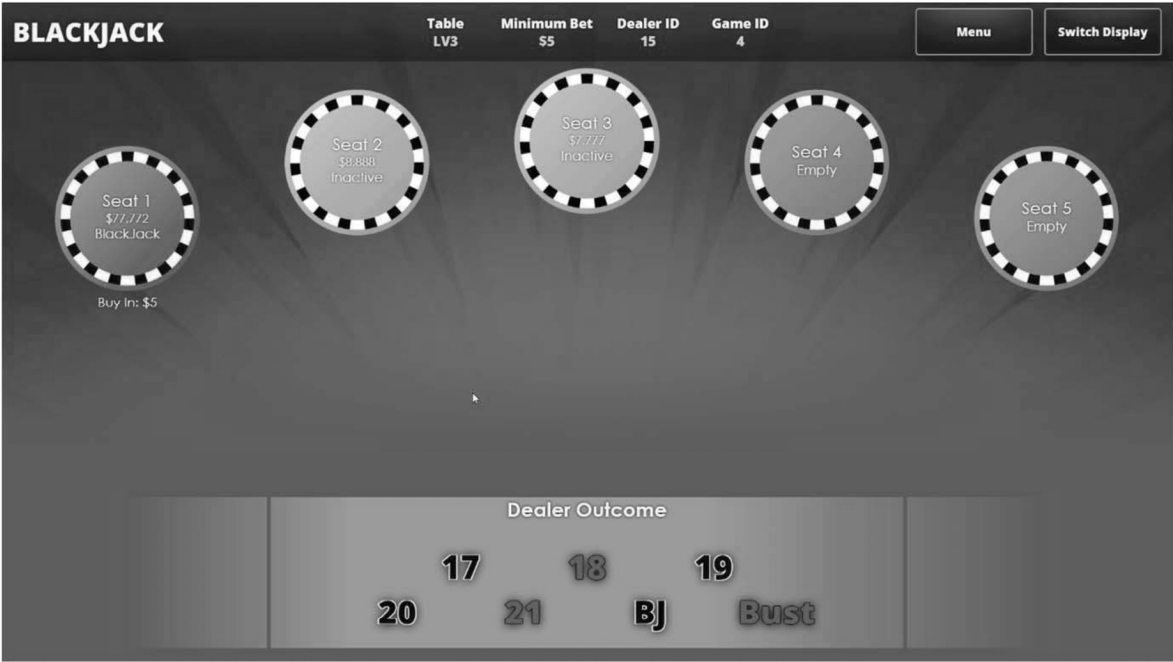 BLACKJACK
Table
LV3
Minimum Bet
$5
Dealer ID
15
Game ID
4
Menu
Switch Display
Seat 1
$77,772
BlackJack
Buy In: $5
Seat 2
$8,888
Inactive
Seat 3
$7,777
Inactive
Seat 4
Empty
Seat 5
Empty
Dealer Outcome
17 18 19
20 21 BJ Bust